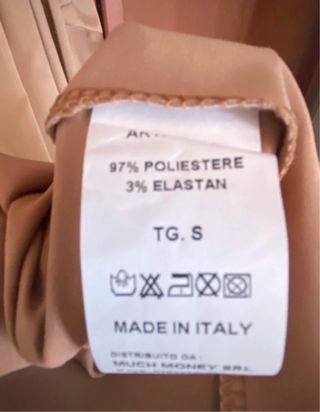 97% POLIESTERE
3% ELASTAN
TG. S
MADE IN ITALY
DISTRIBUITO DA:
MUCH MONEY SRL